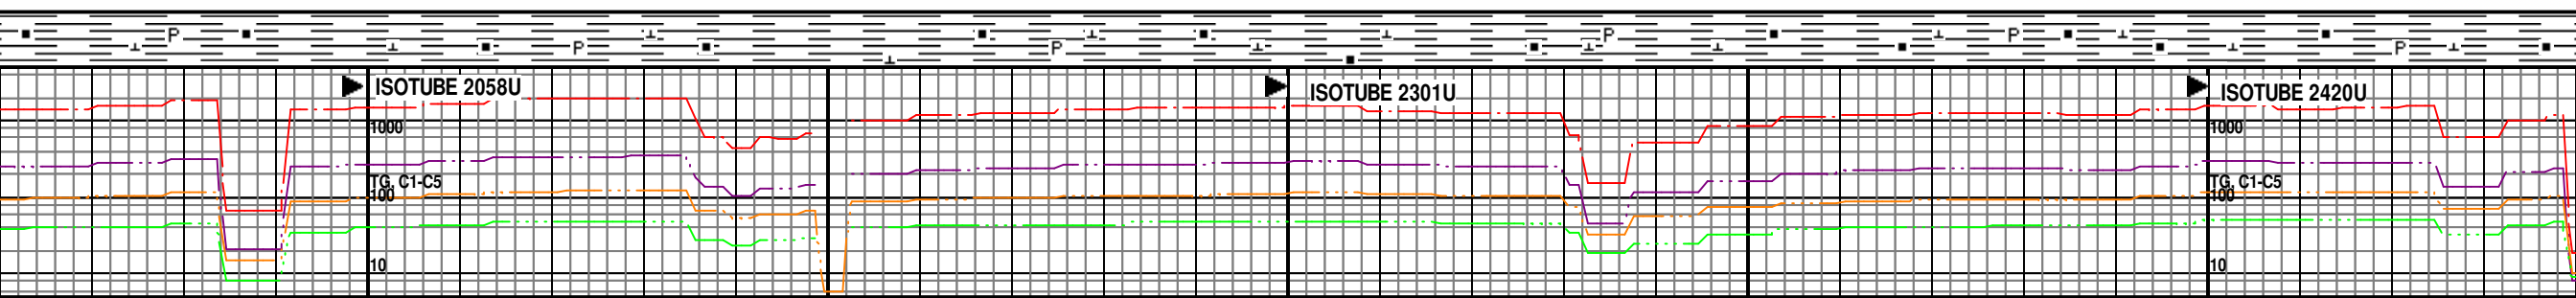 P P P P P P
ISOTUBE 2058U
ISOTUBE 2301U
ISOTUBE 2420U
1000
1000
TG, C1-C5
TG, C1-C5
100
100
10
10